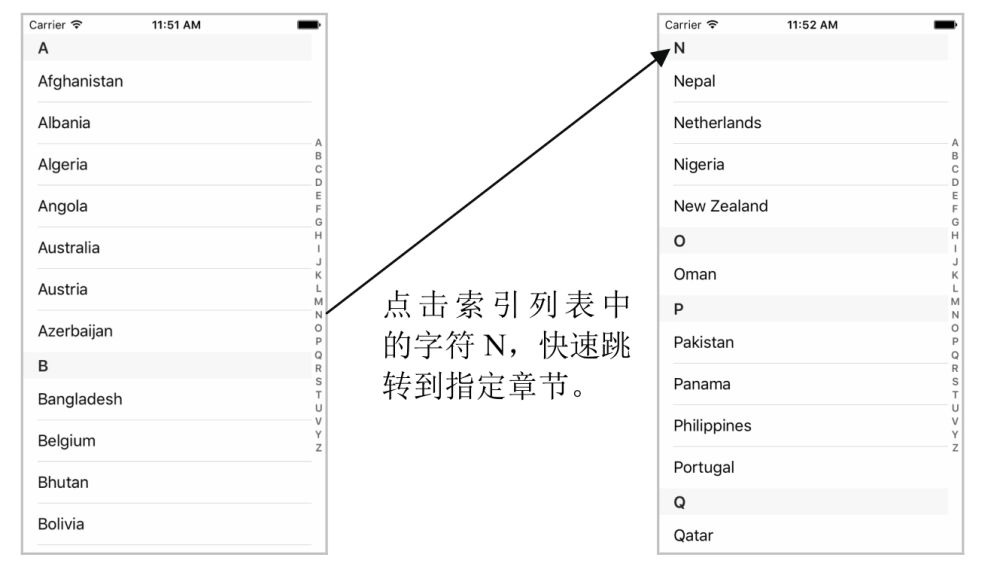 Carrier 11:51 AM
A
Afghanistan
Albania
Algeria
Angola
Australia
Austria
Azerbaijan
B
Bangladesh
Belgium
Bhutan
Bolivia
A
B
C
D
E
F
G
H
I
J
K
L
M
N
O
P
Q
R
S
T
U
V
Y
Z
点击索引列表中
的字符 N，快速跳
转到指定章节。
Carrier 11:52 AM
N
Nepal
Netherlands
Nigeria
New Zealand
O
Oman
P
Pakistan
Panama
Philippines
Portugal
Q
Qatar
A
B
C
D
E
F
G
H
I
J
K
L
M
N
O
P
Q
R
S
T
U
V
Y
Z